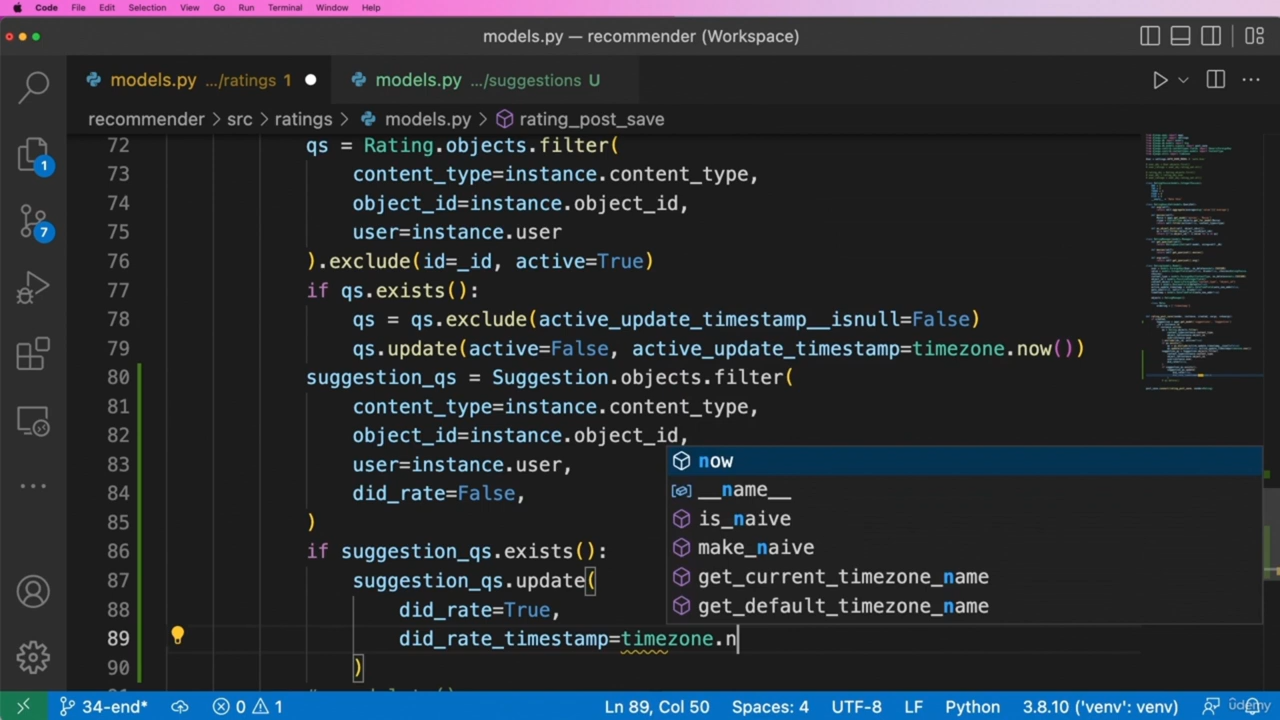 Code File Edit Selection View Go Run Terminal Window Help
models.py — recommender (Workspace)
models.py .../ratings 1 models.py .../suggestions U
recommender > src > ratings > models.py > rating_post_save
72 qs = Rating.objects.filter(
73 content_type=instance.content_type,
74 object_id=instance.object_id,
75 user=instance.user
76 ).exclude(id=_id, active=True)
77 if qs.exists():
78 qs = qs.exclude(active_update_timestamp__isnull=False)
79 qs.update(active=False, active_update_timestamp=timezone.now())
80 suggestion_qs = Suggestion.objects.filter(
81 content_type=instance.content_type,
82 object_id=instance.object_id,
83 user=instance.user,
84 did_rate=False,
85 )
86 if suggestion_qs.exists():
87 suggestion_qs.update(
88 did_rate=True,
89 did_rate_timestamp=timezone.n
90 )
now
__name__
is_naive
make_naive
get_current_timezone_name
get_default_timezone_name
1
7
34-end* 0 1 Ln 89, Col 50 Spaces: 4 UTF-8 LF Python 3.8.10 ('venv': venv)
udemy